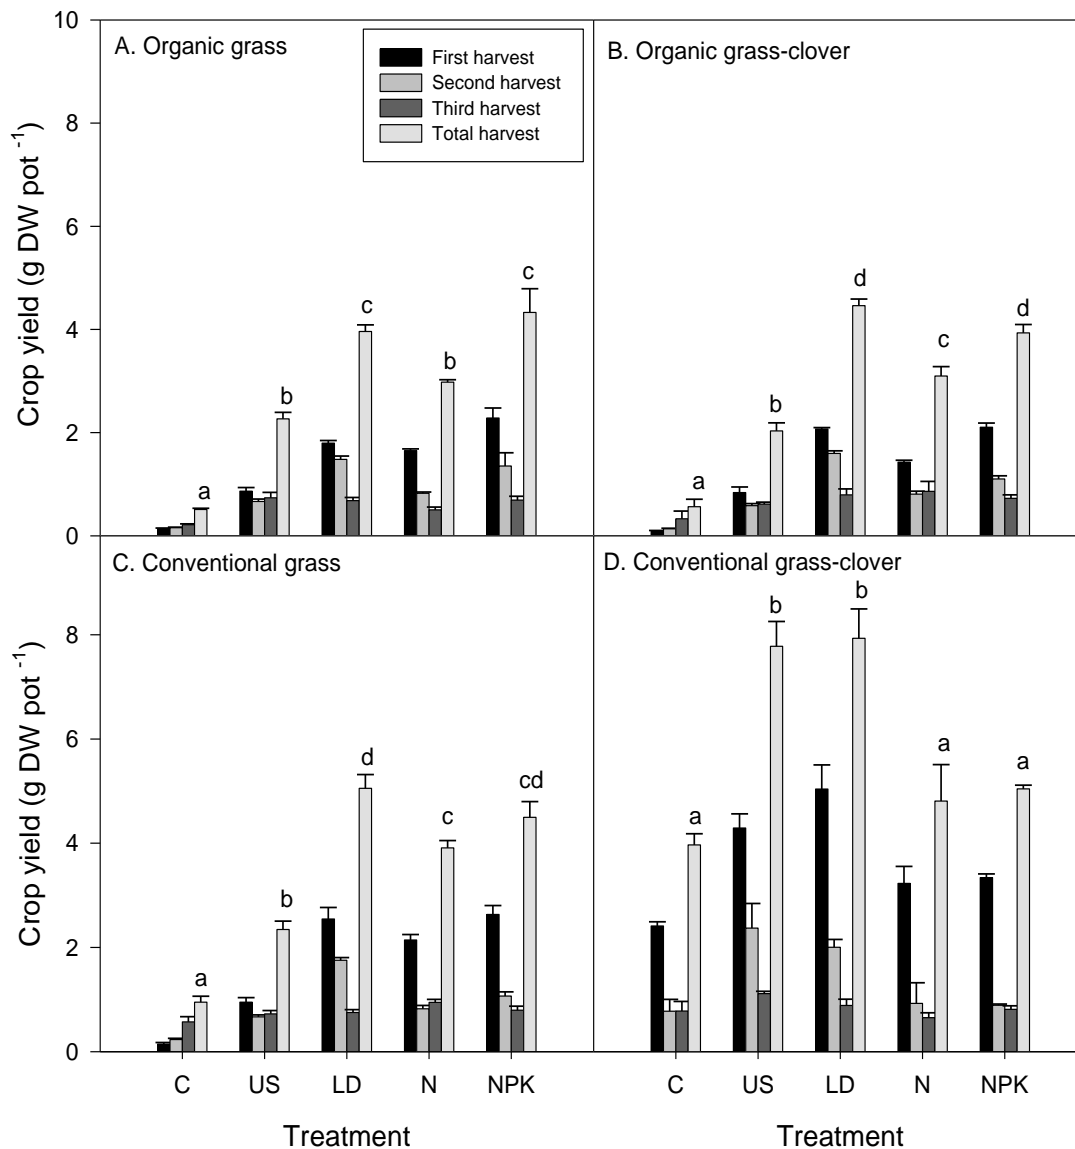 10
A. Organic grass
First harvest
Second harvest
Third harvest
Total harvest
B. Organic grass-clover
8
6
4
2
0
Crop yield (g DW pot -1)
a
b
c
b
c
a
b
d
c
d
C. Conventional grass
D. Conventional grass-clover
8
6
4
2
0
Crop yield (g DW pot -1)
a
b
d
c
cd
a
b
b
a
a
C US LD N NPK
C US LD N NPK
Treatment
Treatment